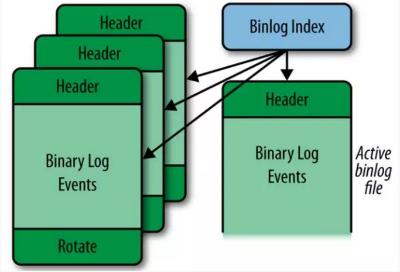 Header
Header
Header
Binary Log
Events
Rotate
Binlog Index
Header
Binary Log
Events
Active
binlog
file